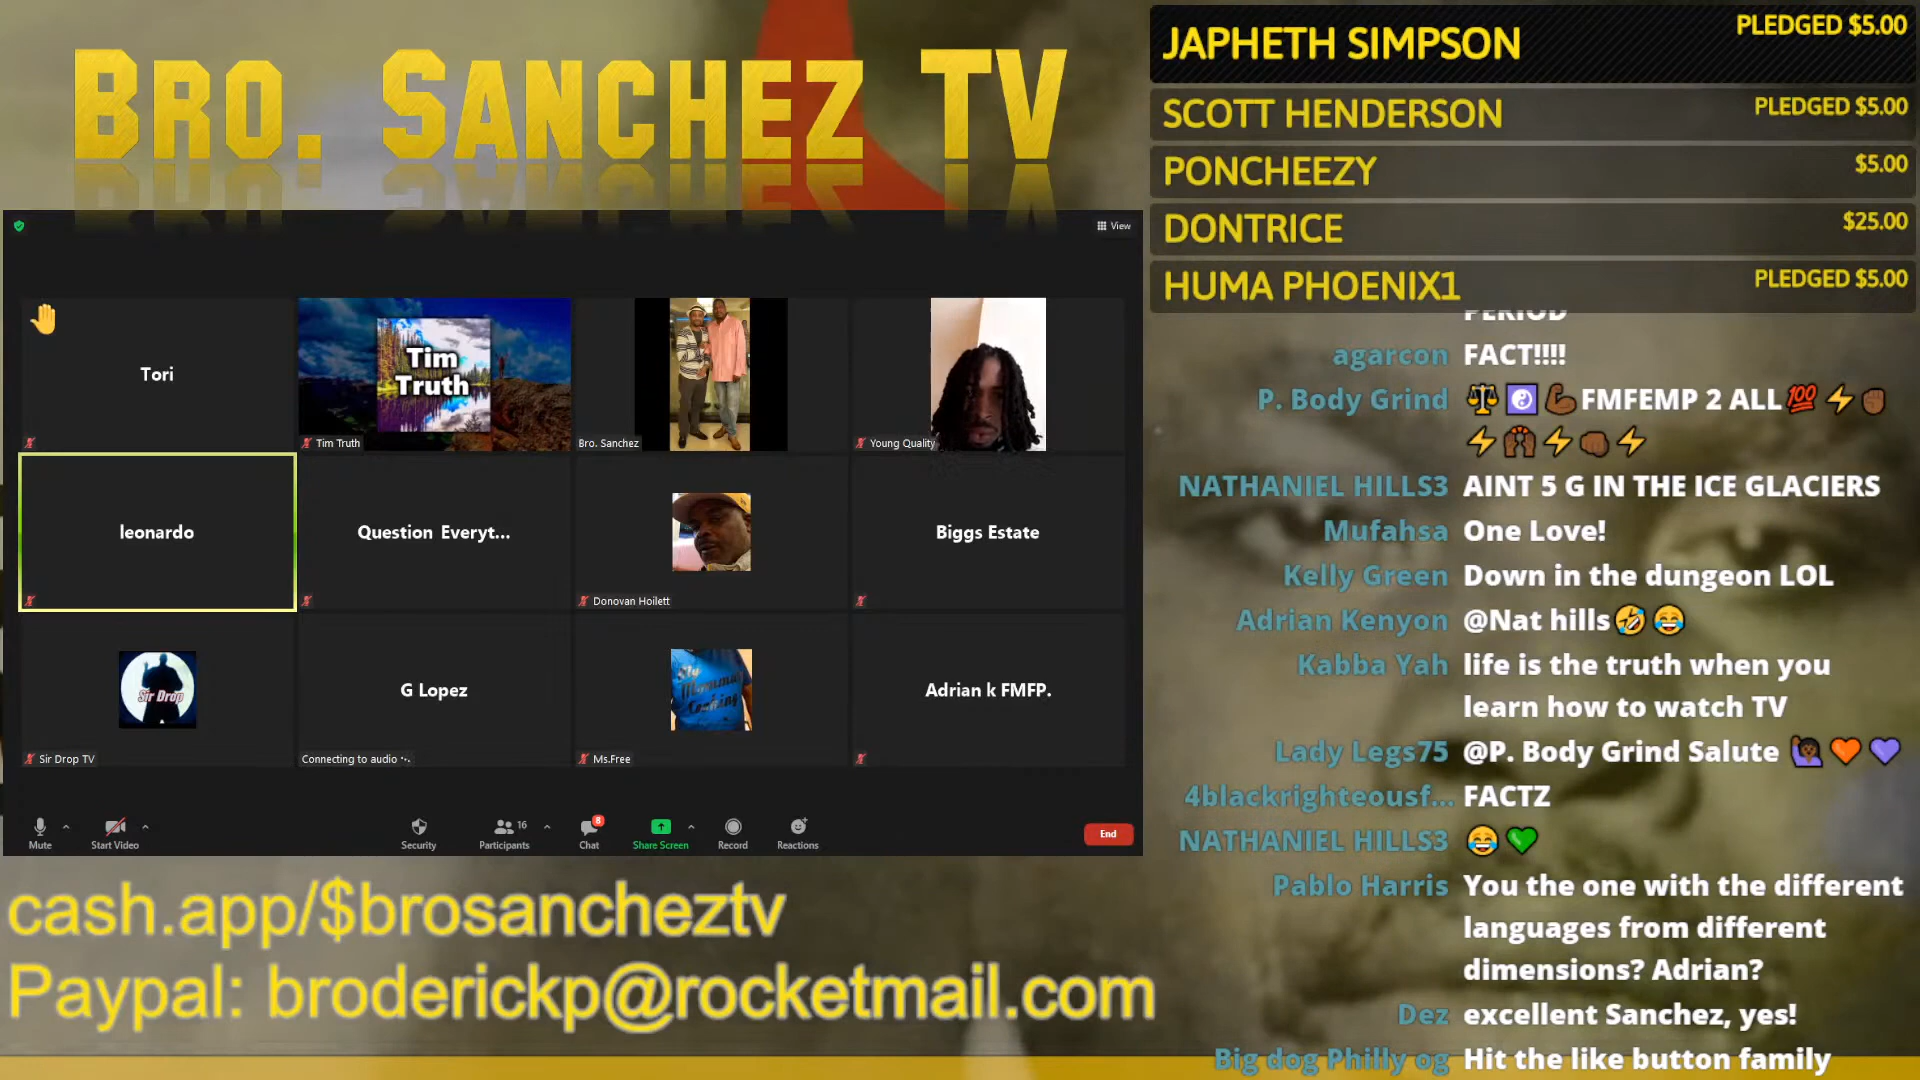 BRO. SANCHEZ TV
View
Tori
Tim
Truth
Tim Truth
Bro. Sanchez
Young Quality
leonardo
Question Everyt...
Donovan Hoilett
Biggs Estate
Sir Drop
Sir Drop TV
G Lopez
Connecting to audio
Ms.Free
Adrian k FMFP.
Mute
Start Video
Security
16
Participants
8
Chat
Share Screen
Record
Reactions
End
cash.app/$brosancheztv
Paypal: broderickp@rocketmail.com
JAPHETH SIMPSON PLEDGED $5.00
SCOTT HENDERSON PLEDGED $5.00
PONCHEEZY $5.00
DONTRICE $25.00
HUMA PHOENIX1 PLEDGED $5.00
PERIOD
agarcon FACT!!!!
P. Body Grind ⚖️☯️💪🏾FMFEMP 2 ALL💯⚡✊🏾
⚡🙌🏾⚡👊🏾⚡
NATHANIEL HILLS3 AINT 5 G IN THE ICE GLACIERS
Mufahsa One Love!
Kelly Green Down in the dungeon LOL
Adrian Kenyon @Nat hills🤣😂
Kabba Yah life is the truth when you
learn how to watch TV
Lady Legs75 @P. Body Grind Salute 🙋🏾‍♀️🧡💜
4blackrighteousf... FACTZ
NATHANIEL HILLS3 😂💚
Pablo Harris You the one with the different
languages from different
dimensions? Adrian?
Dez excellent Sanchez, yes!
Big dog Philly og Hit the like button family